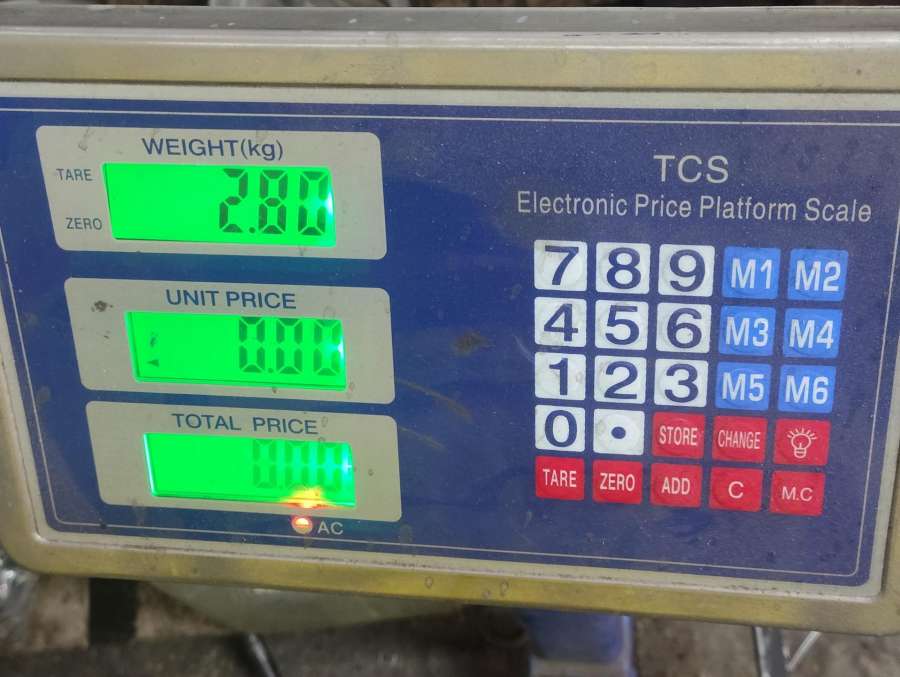 WEIGHT(kg)
TARE
2.80
ZERO
UNIT PRICE
0.00
TOTAL PRICE
0.00
AC
TCS
Electronic Price Platform Scale
7 8 9 M1 M2
4 5 6 M3 M4
1 2 3 M5 M6
0 . STORE CHANGE
TARE ZERO ADD C M.C